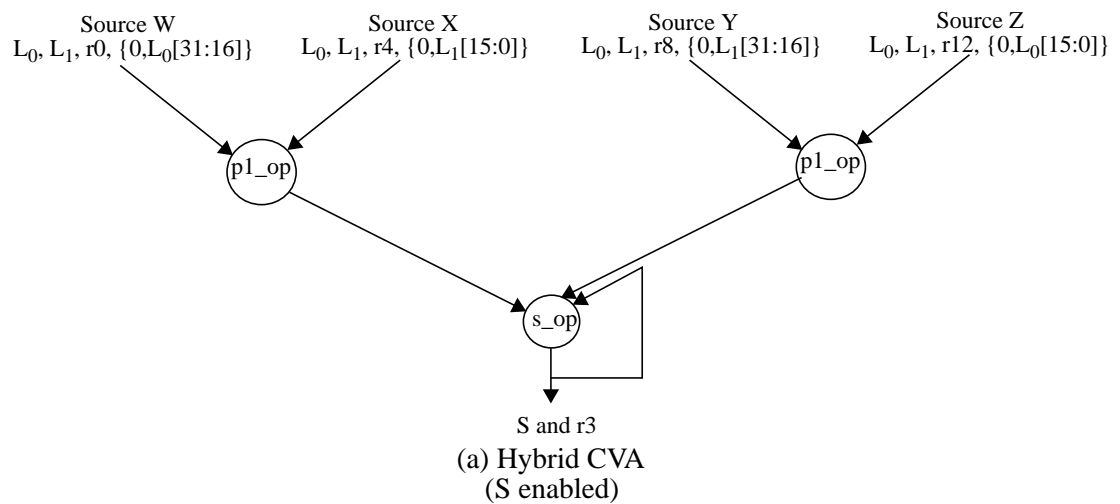 Source W
L₀, L₁, r0, {0,L₀[31:16]}
Source X
L₀, L₁, r4, {0,L₁[15:0]}
Source Y
L₀, L₁, r8, {0,L₁[31:16]}
Source Z
L₀, L₁, r12, {0,L₀[15:0]}
p1_op
p1_op
s_op
S and r3
(a) Hybrid CVA
(S enabled)